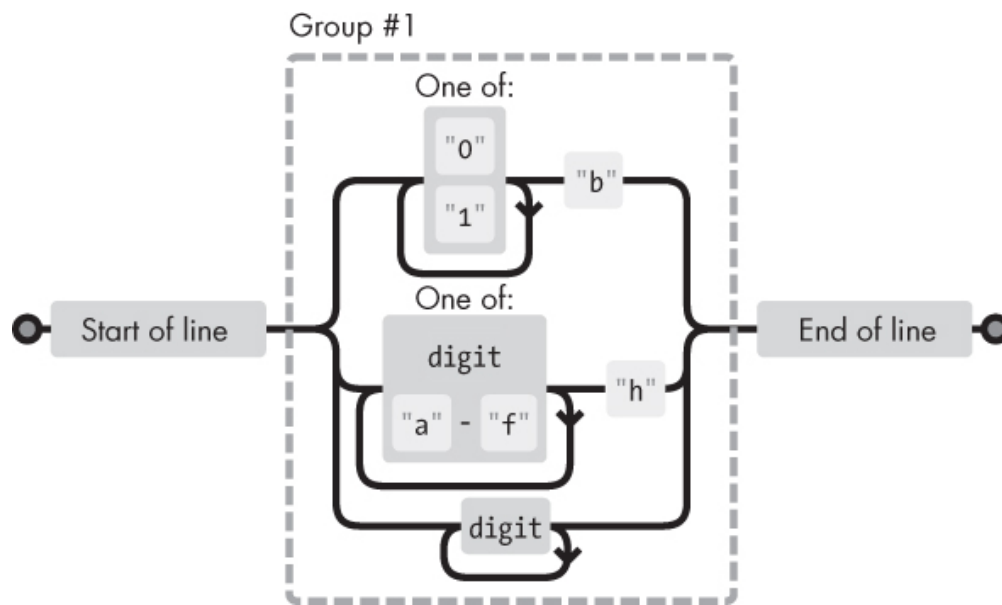 Group #1
One of:
"0"
"1"
"b"
One of:
Start of line
End of line
digit
"a" - "f"
"h"
digit